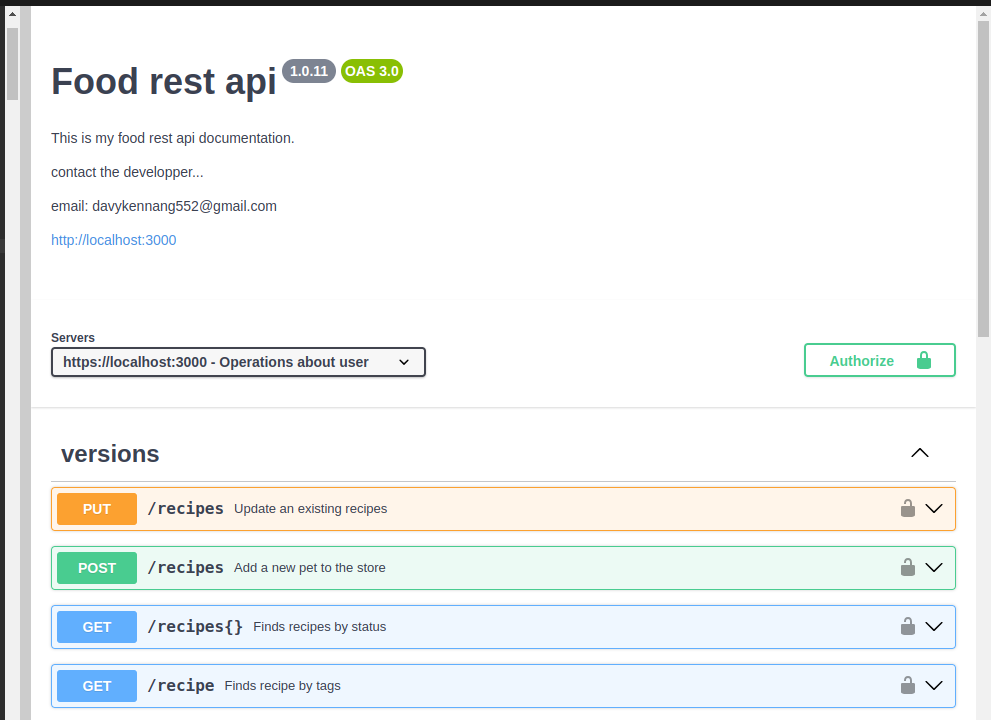 Food rest api 1.0.11 OAS 3.0
This is my food rest api documentation.
contact the developper...
email: davykennang552@gmail.com
http://localhost:3000
Servers
https://localhost:3000 - Operations about user
Authorize
versions
PUT /recipes Update an existing recipes
POST /recipes Add a new pet to the store
GET /recipes{} Finds recipes by status
GET /recipe Finds recipe by tags